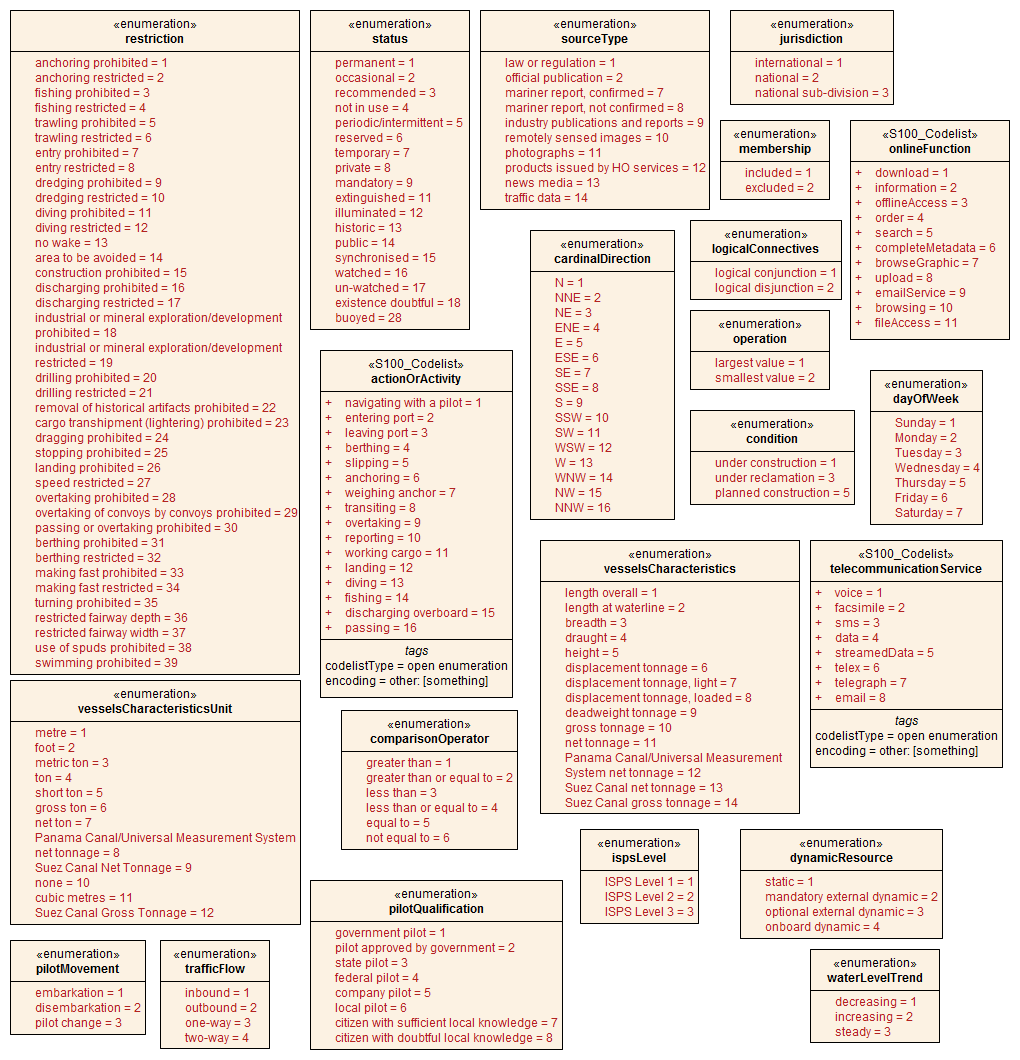 «enumeration»
restriction
anchoring prohibited = 1
anchoring restricted = 2
fishing prohibited = 3
fishing restricted = 4
trawling prohibited = 5
trawling restricted = 6
entry prohibited = 7
entry restricted = 8
dredging prohibited = 9
dredging restricted = 10
diving prohibited = 11
diving restricted = 12
no wake = 13
area to be avoided = 14
construction prohibited = 15
discharging prohibited = 16
discharging restricted = 17
industrial or mineral exploration/development
prohibited = 18
industrial or mineral exploration/development
restricted = 19
drilling prohibited = 20
drilling restricted = 21
removal of historical artifacts prohibited = 22
cargo transhipment (lightering) prohibited = 23
dragging prohibited = 24
stopping prohibited = 25
landing prohibited = 26
speed restricted = 27
overtaking prohibited = 28
overtaking of convoys by convoys prohibited = 29
passing or overtaking prohibited = 30
berthing prohibited = 31
berthing restricted = 32
making fast prohibited = 33
making fast restricted = 34
turning prohibited = 35
restricted fairway depth = 36
restricted fairway width = 37
use of spuds prohibited = 38
swimming prohibited = 39
«enumeration»
status
permanent = 1
occasional = 2
recommended = 3
not in use = 4
periodic/intermittent = 5
reserved = 6
temporary = 7
private = 8
mandatory = 9
extinguished = 11
illuminated = 12
historic = 13
public = 14
synchronised = 15
watched = 16
un-watched = 17
existence doubtful = 18
buoyed = 28
«enumeration»
sourceType
law or regulation = 1
official publication = 2
mariner report, confirmed = 7
mariner report, not confirmed = 8
industry publications and reports = 9
remotely sensed images = 10
photographs = 11
products issued by HO services = 12
news media = 13
traffic data = 14
«enumeration»
jurisdiction
international = 1
national = 2
national sub-division = 3
«enumeration»
membership
included = 1
excluded = 2
«S100_Codelist»
onlineFunction
+ download = 1
+ information = 2
+ offlineAccess = 3
+ order = 4
+ search = 5
+ completeMetadata = 6
+ browseGraphic = 7
+ upload = 8
+ emailService = 9
+ browsing = 10
+ fileAccess = 11
«enumeration»
cardinalDirection
N = 1
NNE = 2
NE = 3
ENE = 4
E = 5
ESE = 6
SE = 7
SSE = 8
S = 9
SSW = 10
SW = 11
WSW = 12
W = 13
WNW = 14
NW = 15
NNW = 16
«enumeration»
logicalConnectives
logical conjunction = 1
logical disjunction = 2
«enumeration»
operation
largest value = 1
smallest value = 2
«S100_Codelist»
actionOrActivity
+ navigating with a pilot = 1
+ entering port = 2
+ leaving port = 3
+ berthing = 4
+ slipping = 5
+ anchoring = 6
+ weighing anchor = 7
+ transiting = 8
+ overtaking = 9
+ reporting = 10
+ working cargo = 11
+ landing = 12
+ diving = 13
+ fishing = 14
+ discharging overboard = 15
+ passing = 16
tags
codelistType = open enumeration
encoding = other: [something]
«enumeration»
condition
under construction = 1
under reclamation = 3
planned construction = 5
«enumeration»
dayOfWeek
Sunday = 1
Monday = 2
Tuesday = 3
Wednesday = 4
Thursday = 5
Friday = 6
Saturday = 7
«enumeration»
vesselsCharacteristics
length overall = 1
length at waterline = 2
breadth = 3
draught = 4
height = 5
displacement tonnage = 6
displacement tonnage, light = 7
displacement tonnage, loaded = 8
deadweight tonnage = 9
gross tonnage = 10
net tonnage = 11
Panama Canal/Universal Measurement
System net tonnage = 12
Suez Canal net tonnage = 13
Suez Canal gross tonnage = 14
«S100_Codelist»
telecommunicationService
+ voice = 1
+ facsimile = 2
+ sms = 3
+ data = 4
+ streamedData = 5
+ telex = 6
+ telegraph = 7
+ email = 8
tags
codelistType = open enumeration
encoding = other: [something]
«enumeration»
vesselsCharacteristicsUnit
metre = 1
foot = 2
metric ton = 3
ton = 4
short ton = 5
gross ton = 6
net ton = 7
Panama Canal/Universal Measurement System
net tonnage = 8
Suez Canal Net Tonnage = 9
none = 10
cubic metres = 11
Suez Canal Gross Tonnage = 12
«enumeration»
comparisonOperator
greater than = 1
greater than or equal to = 2
less than = 3
less than or equal to = 4
equal to = 5
not equal to = 6
«enumeration»
ispsLevel
ISPS Level 1 = 1
ISPS Level 2 = 2
ISPS Level 3 = 3
«enumeration»
dynamicResource
static = 1
mandatory external dynamic = 2
optional external dynamic = 3
onboard dynamic = 4
«enumeration»
pilotQualification
government pilot = 1
pilot approved by government = 2
state pilot = 3
federal pilot = 4
company pilot = 5
local pilot = 6
citizen with sufficient local knowledge = 7
citizen with doubtful local knowledge = 8
«enumeration»
pilotMovement
embarkation = 1
disembarkation = 2
pilot change = 3
«enumeration»
trafficFlow
inbound = 1
outbound = 2
one-way = 3
two-way = 4
«enumeration»
waterLevelTrend
decreasing = 1
increasing = 2
steady = 3